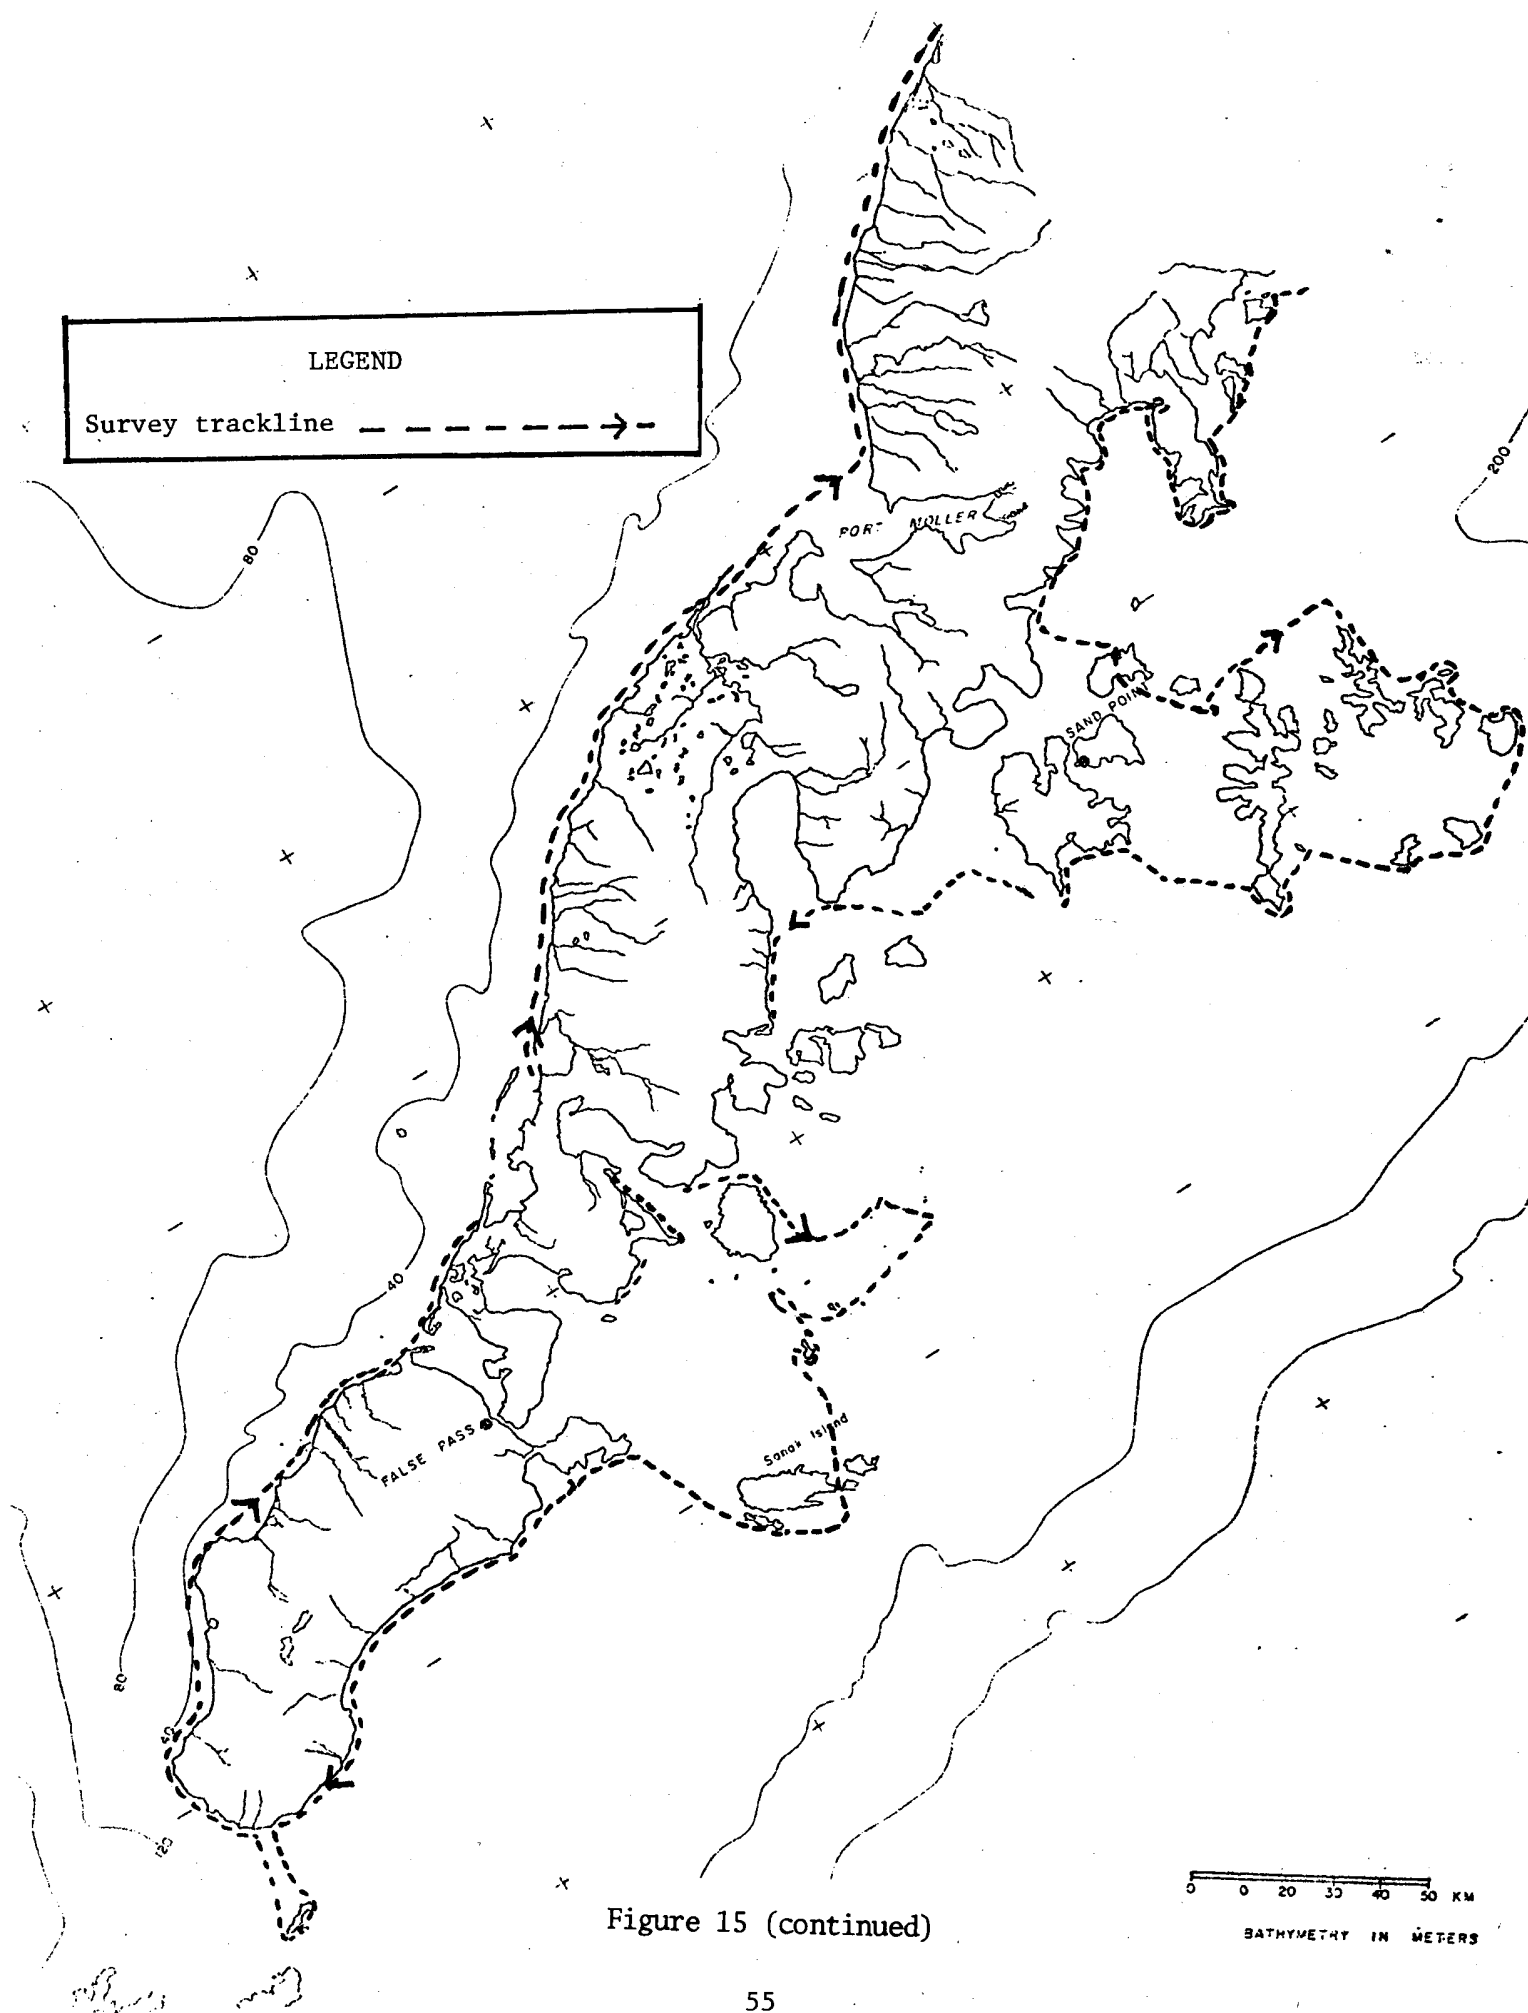 LEGEND
Survey trackline
200
80
PORT MOLLER
SAND POINT
40
FALSE PASS
Sanak Island
80
40
120
0 0 20 30 40 50 KM
BATHYMETRY IN METERS
Figure 15 (continued)
55